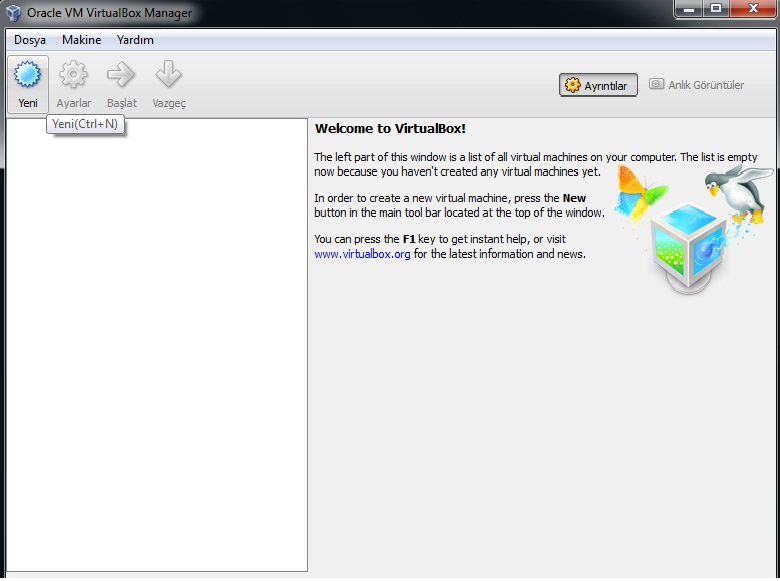 Oracle VM VirtualBox Manager
Dosya Makine Yardım
Yeni Ayarlar Başlat Vazgeç
Ayrıntılar Anlık Görüntüler
Yeni(Ctrl+N)
Welcome to VirtualBox!
The left part of this window is a list of all virtual machines on your computer. The list is empty
now because you haven't created any virtual machines yet.
In order to create a new virtual machine, press the New
button in the main tool bar located at the top of the window.
You can press the F1 key to get instant help, or visit
www.virtualbox.org for the latest information and news.